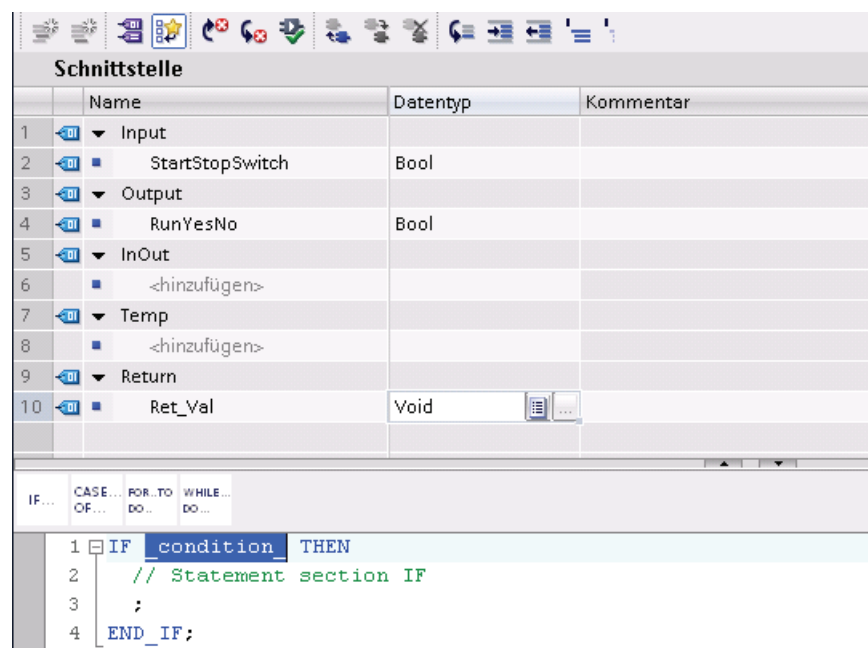 Schnittstelle
Name Datentyp Kommentar
1 Input
2 StartStopSwitch Bool
3 Output
4 RunYesNo Bool
5 InOut
6 <hinzufügen>
7 Temp
8 <hinzufügen>
9 Return
10 Ret_Val Void ...
IF... CASE... OF... FOR..TO DO.. WHILE... DO...
1 IF _condition_ THEN
2 // Statement section IF
3 ;
4 END_IF;